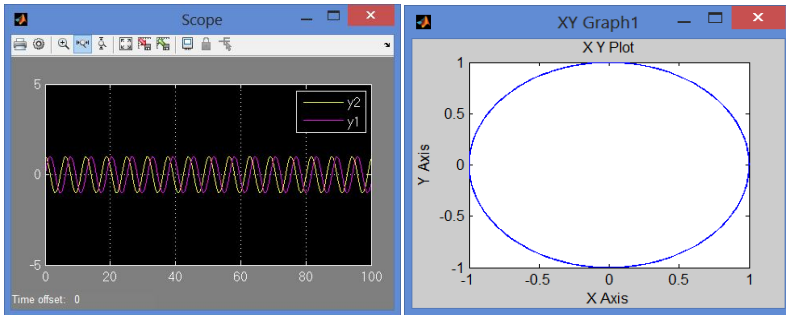 Scope
5
y2
y1
0
-5
0 20 40 60 80 100
Time offset: 0
XY Graph1
X Y Plot
1
0.5
0
-0.5
-1
Y Axis
-1 -0.5 0 0.5 1
X Axis